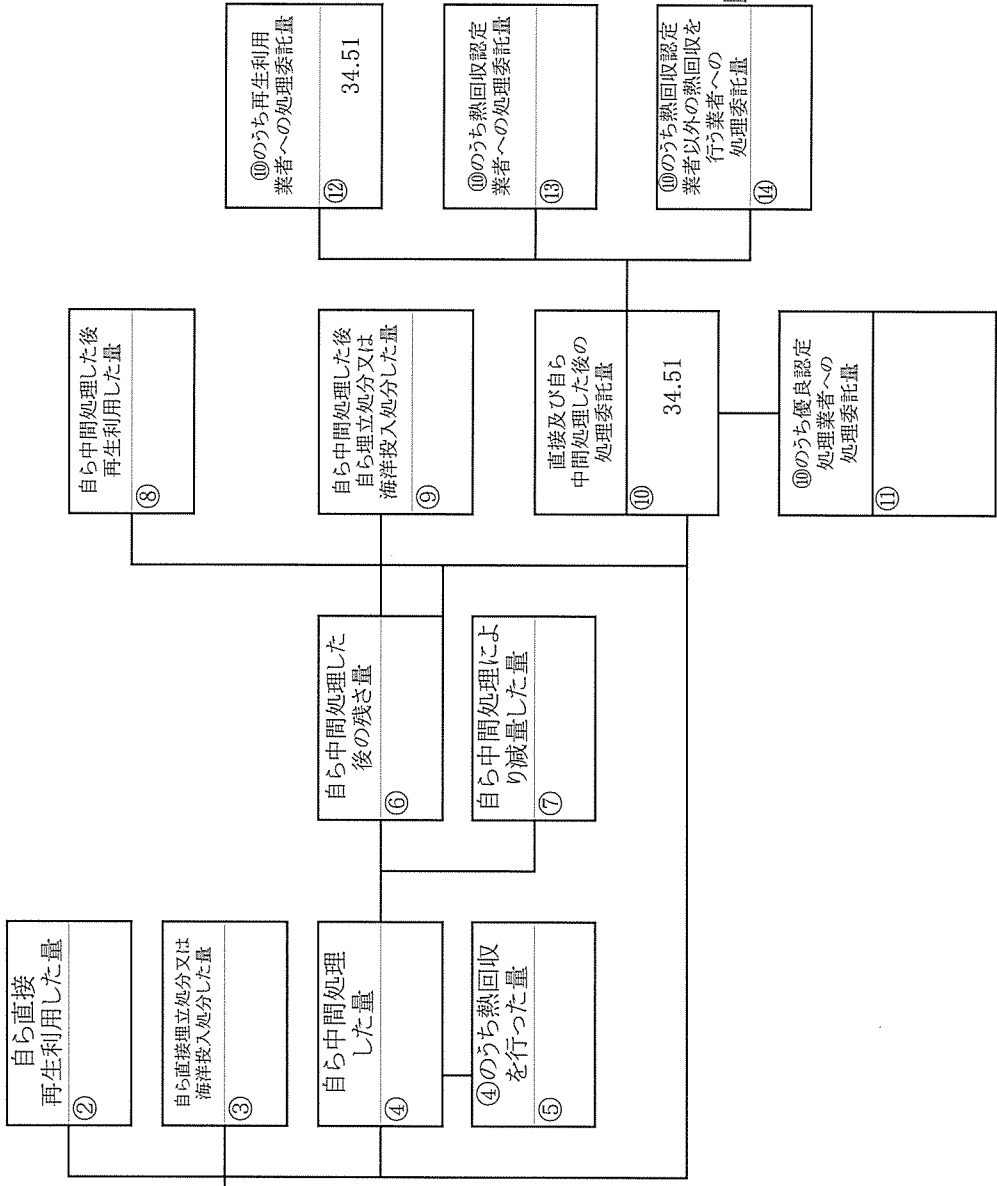 自ら直接
再生利用した量
②
自ら直接埋立処分又は
海洋投入処分した量
③
自ら中間処理
した量
④
④のうち熱回収
を行った量
⑤
自ら中間処理した
後の残さ量
⑥
自ら中間処理によ
り減量した量
⑦
自ら中間処理した後
再生利用した量
⑧
自ら中間処理した後
自ら埋立処分又は
海洋投入処分した量
⑨
直接及び自ら
中間処理した後の
処理委託量
⑩
34.51
⑩のうち優良認定
処理業者への
処理委託量
⑪
⑩のうち再生利用
業者への処理委託量
⑫
34.51
⑩のうち熱回収認定
業者への処理委託量
⑬
⑩のうち熱回収認定
業者以外の熱回収を
行う業者への
処理委託量
⑭